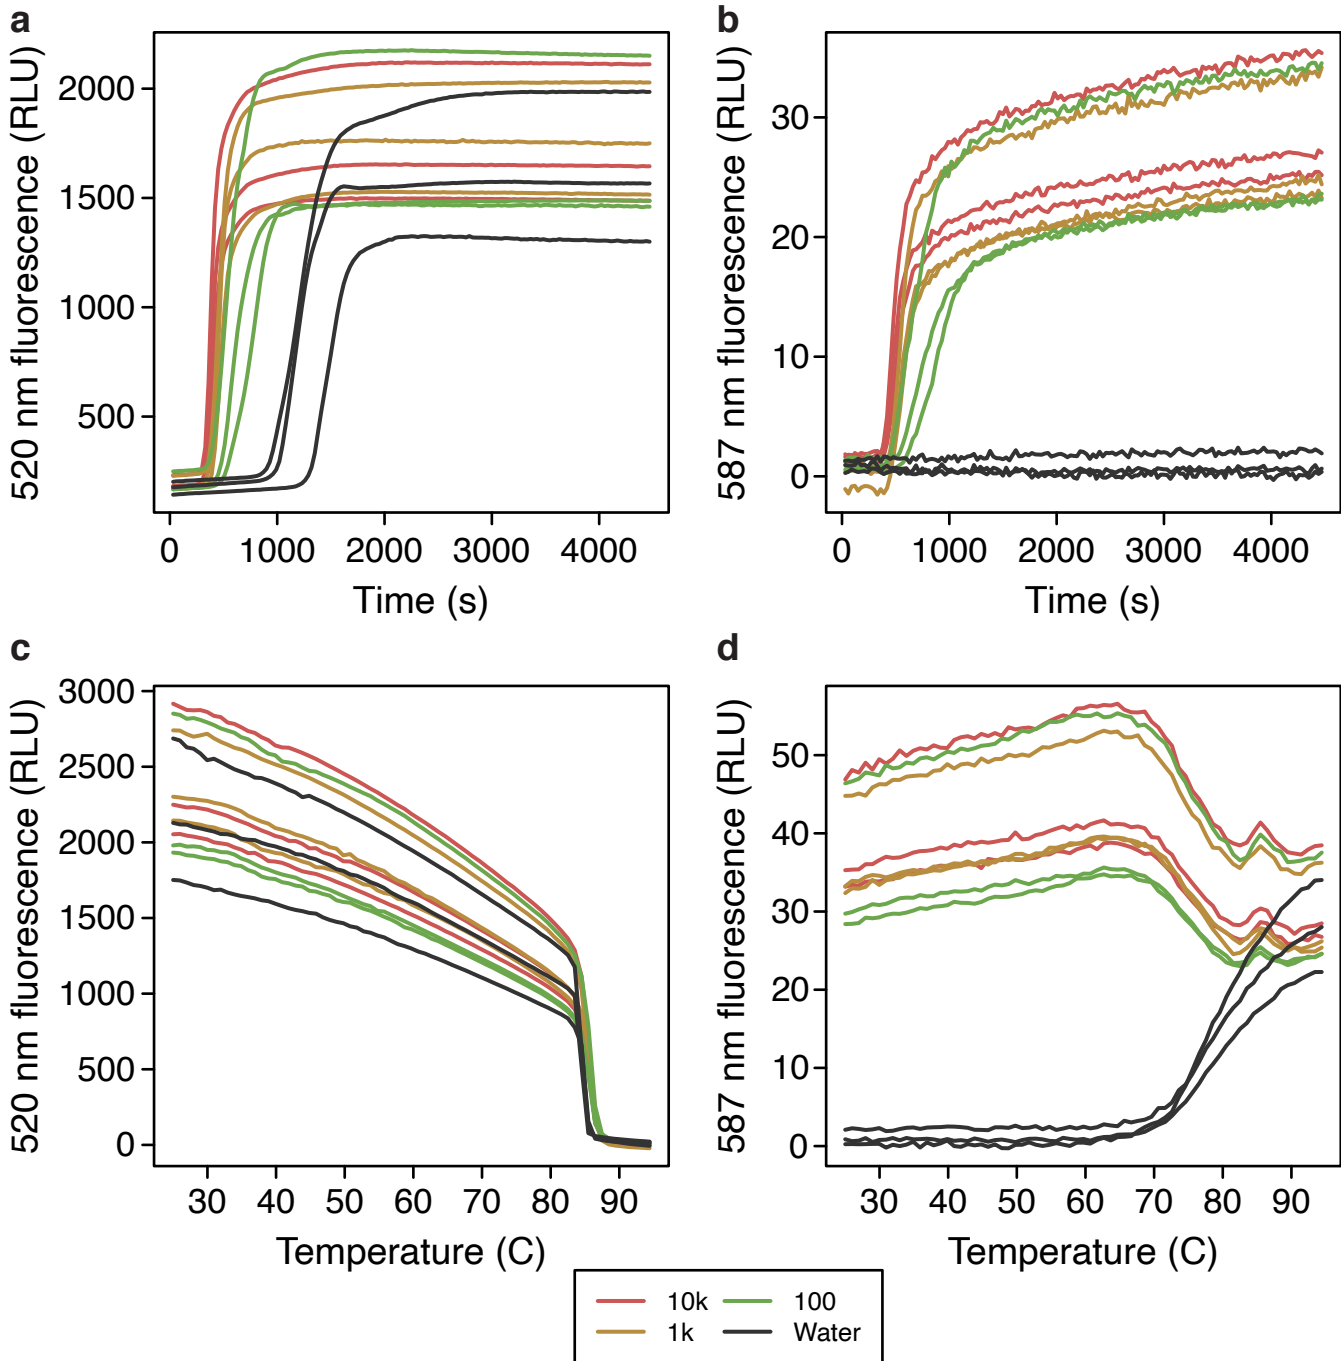 a
520 nm fluorescence (RLU)
2000
1500
1000
500
0 1000 2000 3000 4000
Time (s)
b
587 nm fluorescence (RLU)
30
20
10
0
0 1000 2000 3000 4000
Time (s)
c
520 nm fluorescence (RLU)
3000
2500
2000
1500
1000
500
0
30 40 50 60 70 80 90
Temperature (C)
d
587 nm fluorescence (RLU)
50
40
30
20
10
0
30 40 50 60 70 80 90
Temperature (C)
10k 100
1k Water